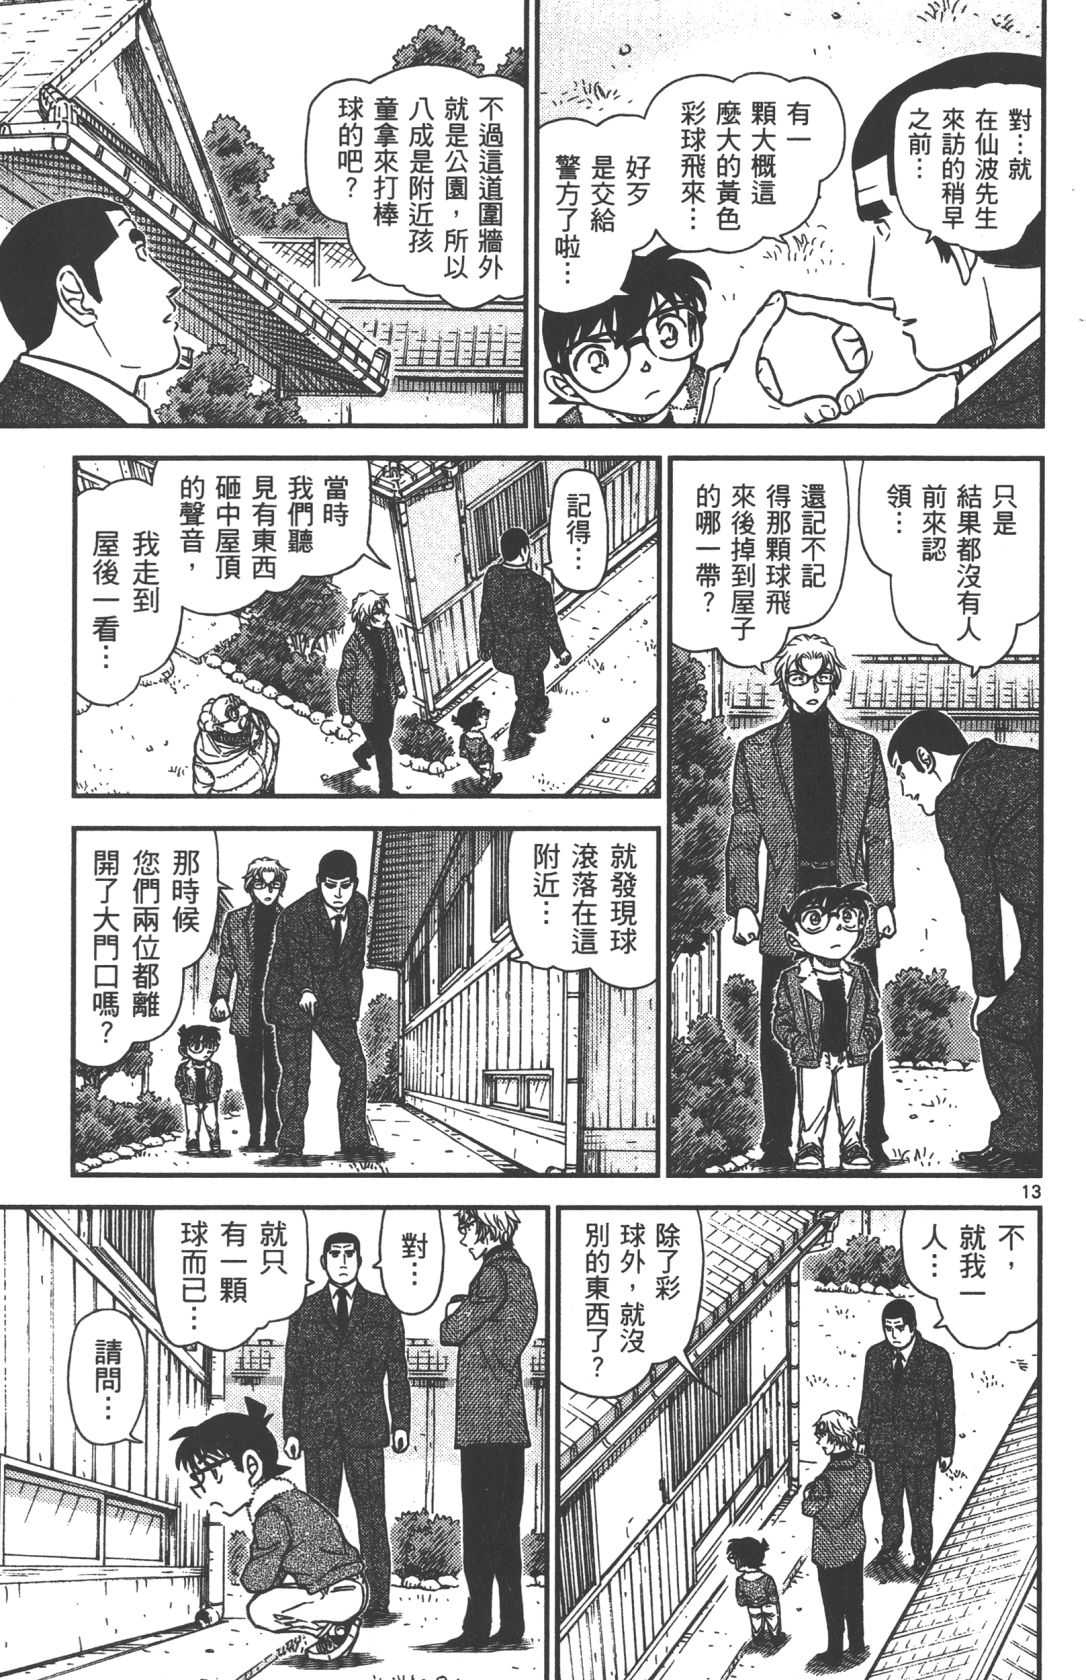 對…就
在仙波先生
來訪的稍早
之前…
有一
顆大概這
麼大的黃色
彩球飛來…
好歹
是交給
警方了啦…
不過這道圍牆外
就是公園，所以
八成是附近孩
童拿來打棒
球的吧？
只是
結果都沒有人
前來認
領…
還記不記
得那顆球飛
來後掉到屋子
的哪一帶？
記得…
當時
我們聽
見有東西
砸中屋頂
的聲音，
我走到
屋後一看…
就發現球
滾落在這
附近…
那時候
您們兩位都離
開了大門口嗎？
13
不，
就我一
人…
除了彩
球外，就沒
別的東西了？
對…
就只
有一顆
球而已…
請問…